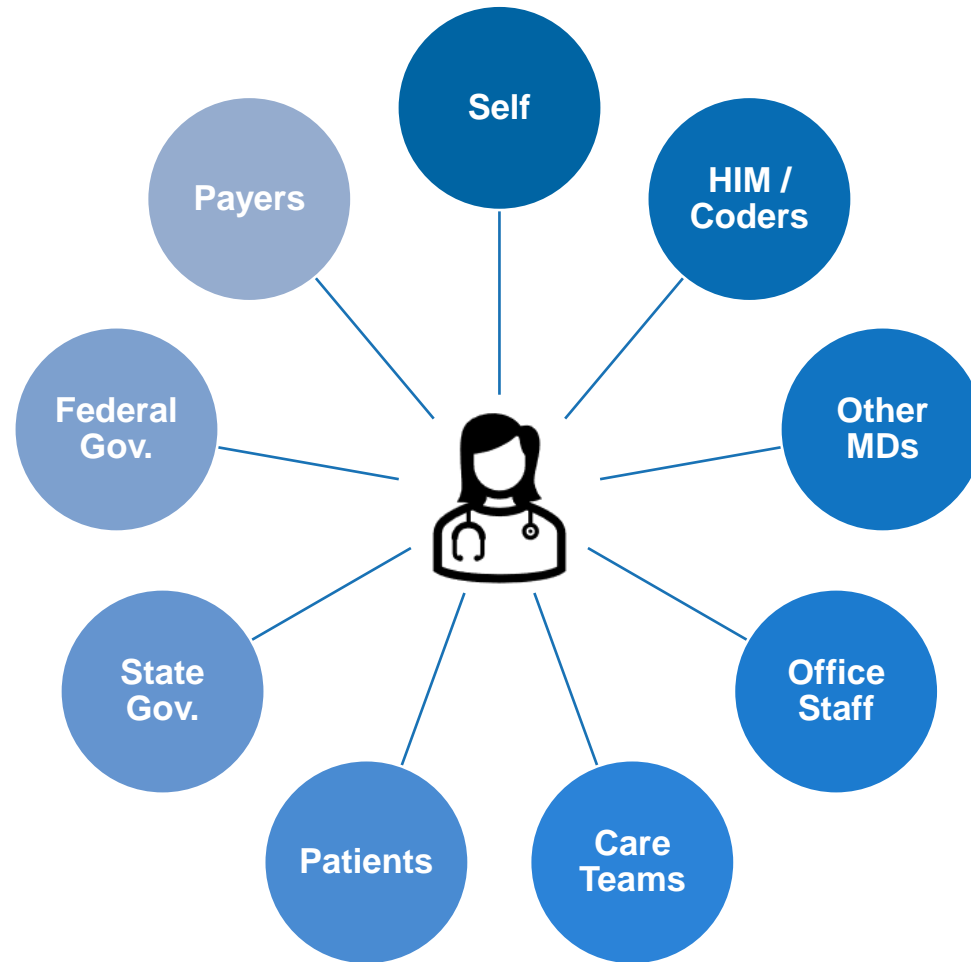 Self
HIM /
Coders
Other
MDs
Office
Staff
Care
Teams
Patients
State
Gov.
Federal
Gov.
Payers